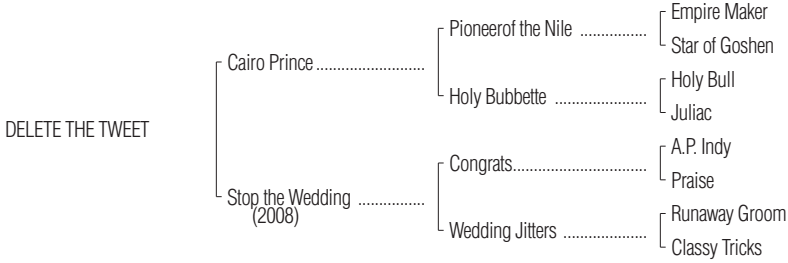 Empire Maker
Pioneerof the Nile ................
Star of Goshen
Cairo Prince ..........................
Holy Bull
Holy Bubbette ......................
Juliac
DELETE THE TWEET
A.P. Indy
Congrats................................
Praise
Stop the Wedding ................
(2008)
Runaway Groom
Wedding Jitters ....................
Classy Tricks